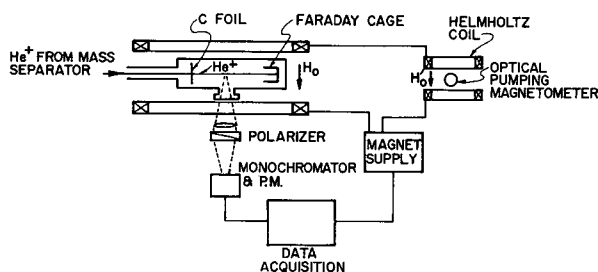 He⁺ FROM MASS
SEPARATOR
C FOIL
FARADAY CAGE
He⁺
H₀
HELMHOLTZ
COIL
H₀
OPTICAL
PUMPING
MAGNETOMETER
POLARIZER
MAGNET
SUPPLY
MONOCHROMATOR
& P.M.
DATA
ACQUISITION